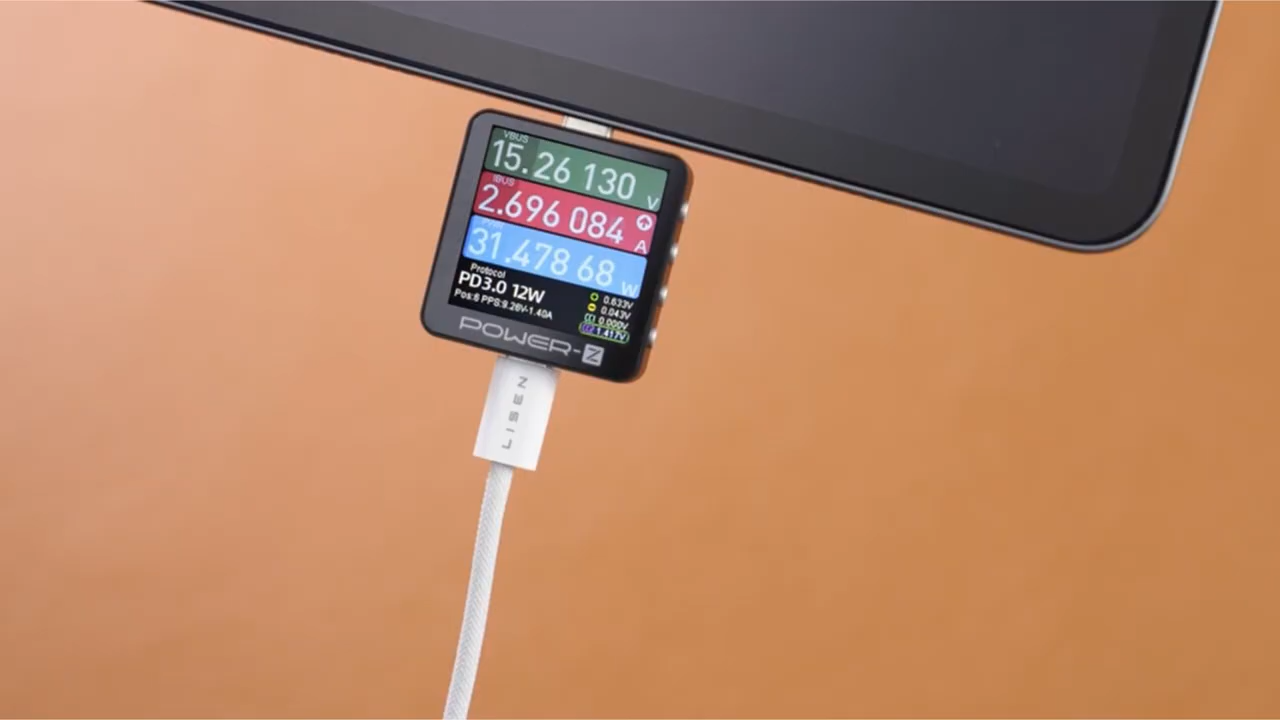 VBUS
15.26 130 V
IBUS
2.696 084 A
31.478 68 W
Protocol
PD3.0 12W
Pos:6 PPS:9.26V-1.40A
0.633V
0.043V
0.000V
1.417V
POWER-Z
LISEN